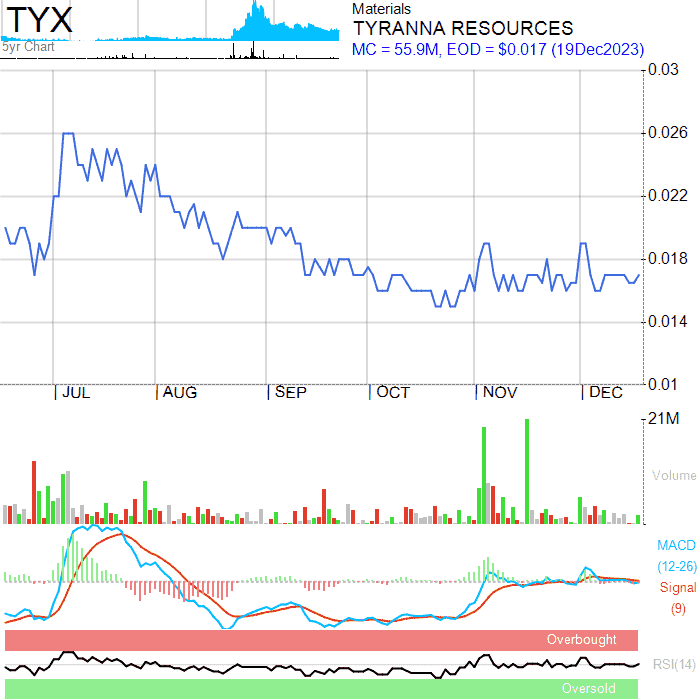 TYX
5yr Chart
Materials
TYRANNA RESOURCES
MC = 55.9M, EOD = $0.017 (19Dec2023)
0.03
0.026
0.022
0.018
0.014
0.01
JUL
AUG
SEP
OCT
NOV
DEC
21M
Volume
MACD
(12-26)
Signal
(9)
Overbought
RSI(14)
Oversold